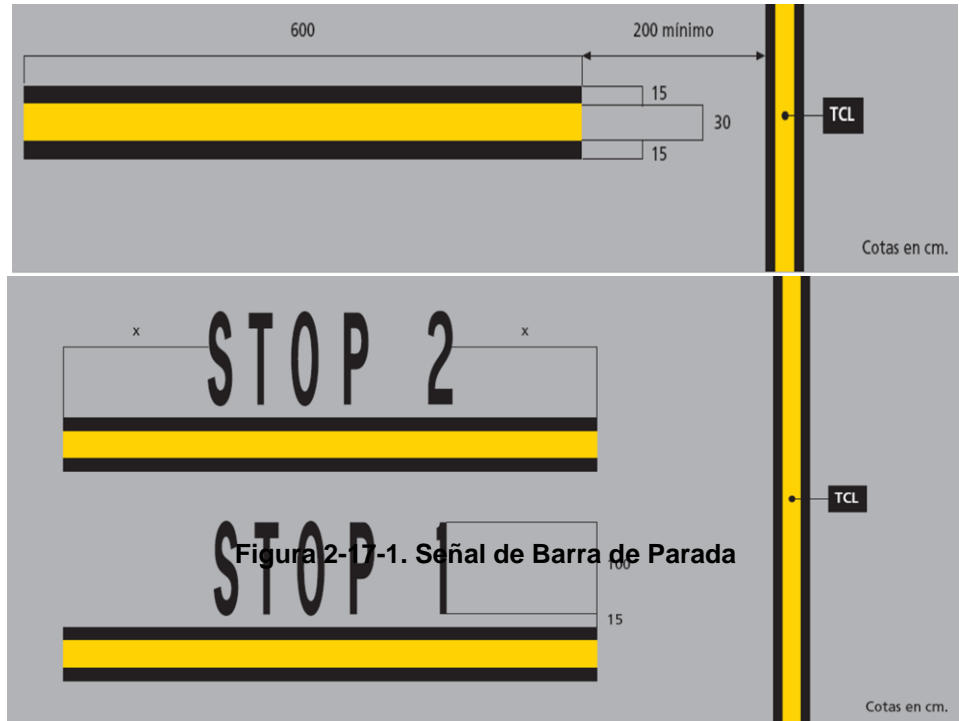 600
200 mínimo
15
30
15
TCL
Cotas en cm.
x
x
STOP 2
TCL
STOP 1
Figura 2-17-1. Señal de Barra de Parada
100
15
Cotas en cm.